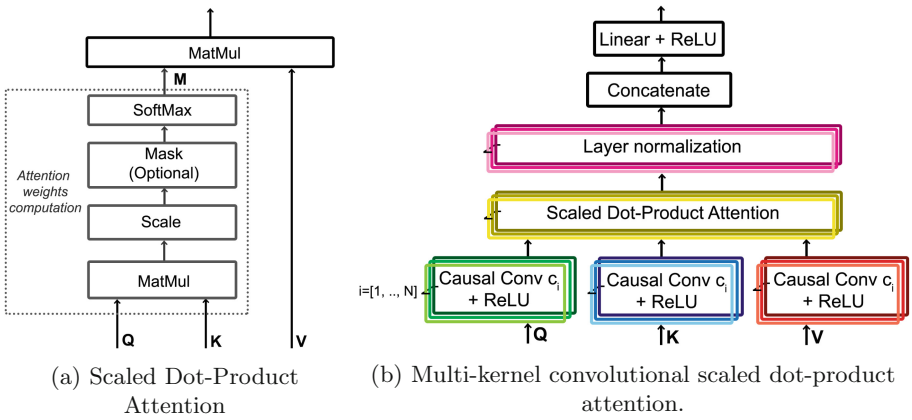 MatMul
M
SoftMax
Mask
(Optional)
Attention
weights
computation
Scale
MatMul
Q
K
V
(a) Scaled Dot-Product
Attention
Linear + ReLU
Concatenate
Layer normalization
Scaled Dot-Product Attention
i=[1, .., N]
Causal Conv ci
+ ReLU
Causal Conv ci
+ ReLU
Causal Conv ci
+ ReLU
Q
K
V
(b) Multi-kernel convolutional scaled dot-product
attention.